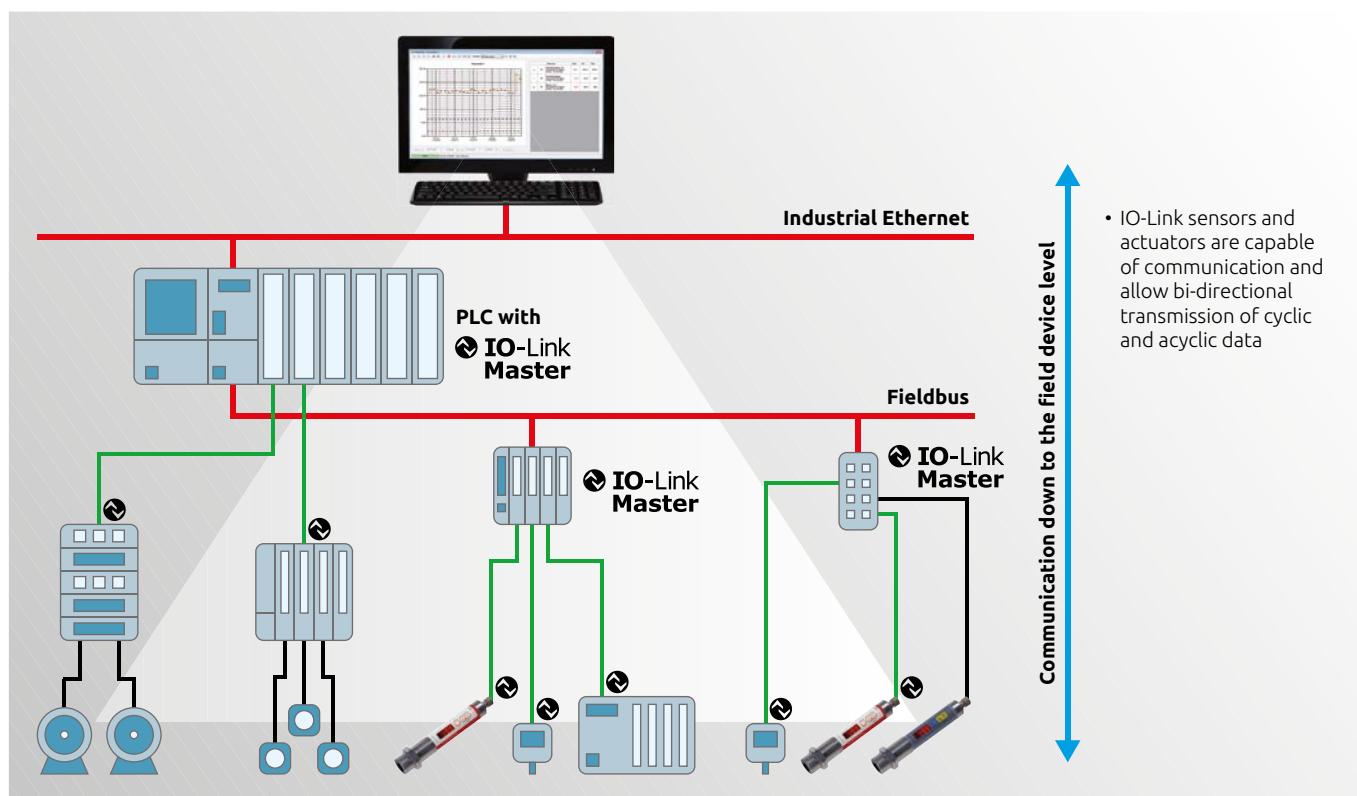 Industrial Ethernet
PLC with
IO-Link
Master
Fieldbus
IO-Link
Master
IO-Link
Master
Communication down to the field device level
• IO-Link sensors and
actuators are capable
of communication and
allow bi-directional
transmission of cyclic
and acyclic data